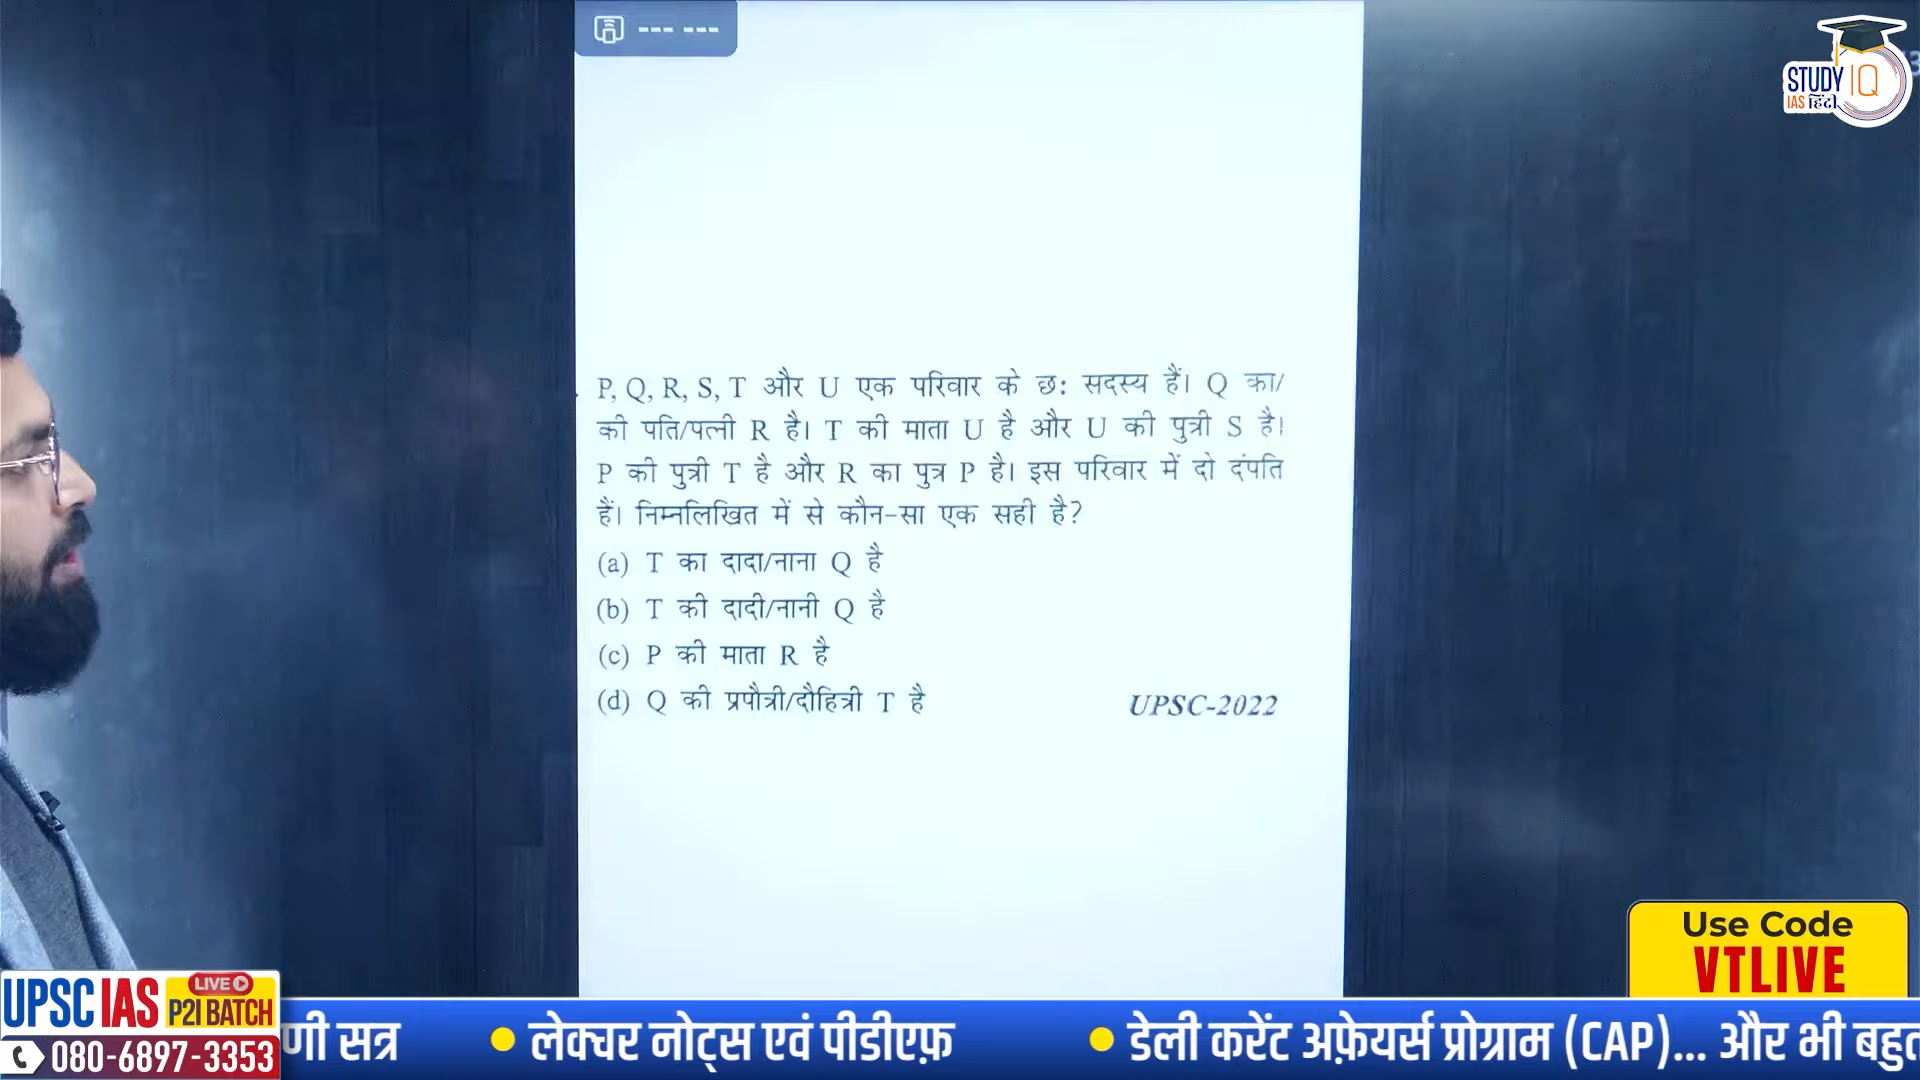 --- ---
STUDY IQ
IAS हिंदी
P, Q, R, S, T और U एक परिवार के छः सदस्य हैं। Q का/
की पति/पत्नी R है। T की माता U है और U की पुत्री S है।
P की पुत्री T है और R का पुत्र P है। इस परिवार में दो दंपति
हैं। निम्नलिखित में से कौन-सा एक सही है?
(a) T का दादा/नाना Q है
(b) T की दादी/नानी Q है
(c) P की माता R है
(d) Q की प्रपौत्री/दौहित्री T है
UPSC-2022
Use Code
VTLIVE
UPSC IAS LIVE
P2I BATCH
080-6897-3353
णी सत्र • लेक्चर नोट्स एवं पीडीएफ़ • डेली करेंट अफ़ेयर्स प्रोग्राम (CAP)... और भी बहुत